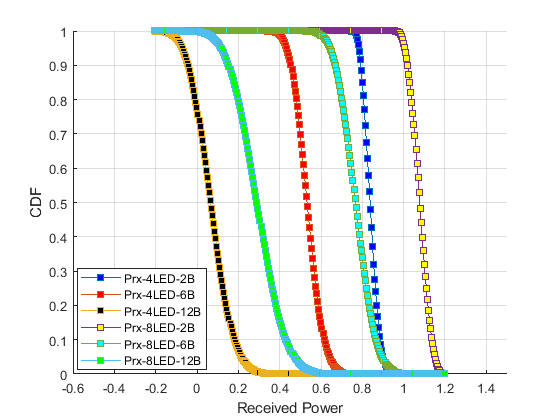 1
0.9
0.8
0.7
0.6
0.5
0.4
0.3
0.2
0.1
0
CDF
Prx-4LED-2B
Prx-4LED-6B
Prx-4LED-12B
Prx-8LED-2B
Prx-8LED-6B
Prx-8LED-12B
-0.6 -0.4 -0.2 0 0.2 0.4 0.6 0.8 1 1.2 1.4
Received Power